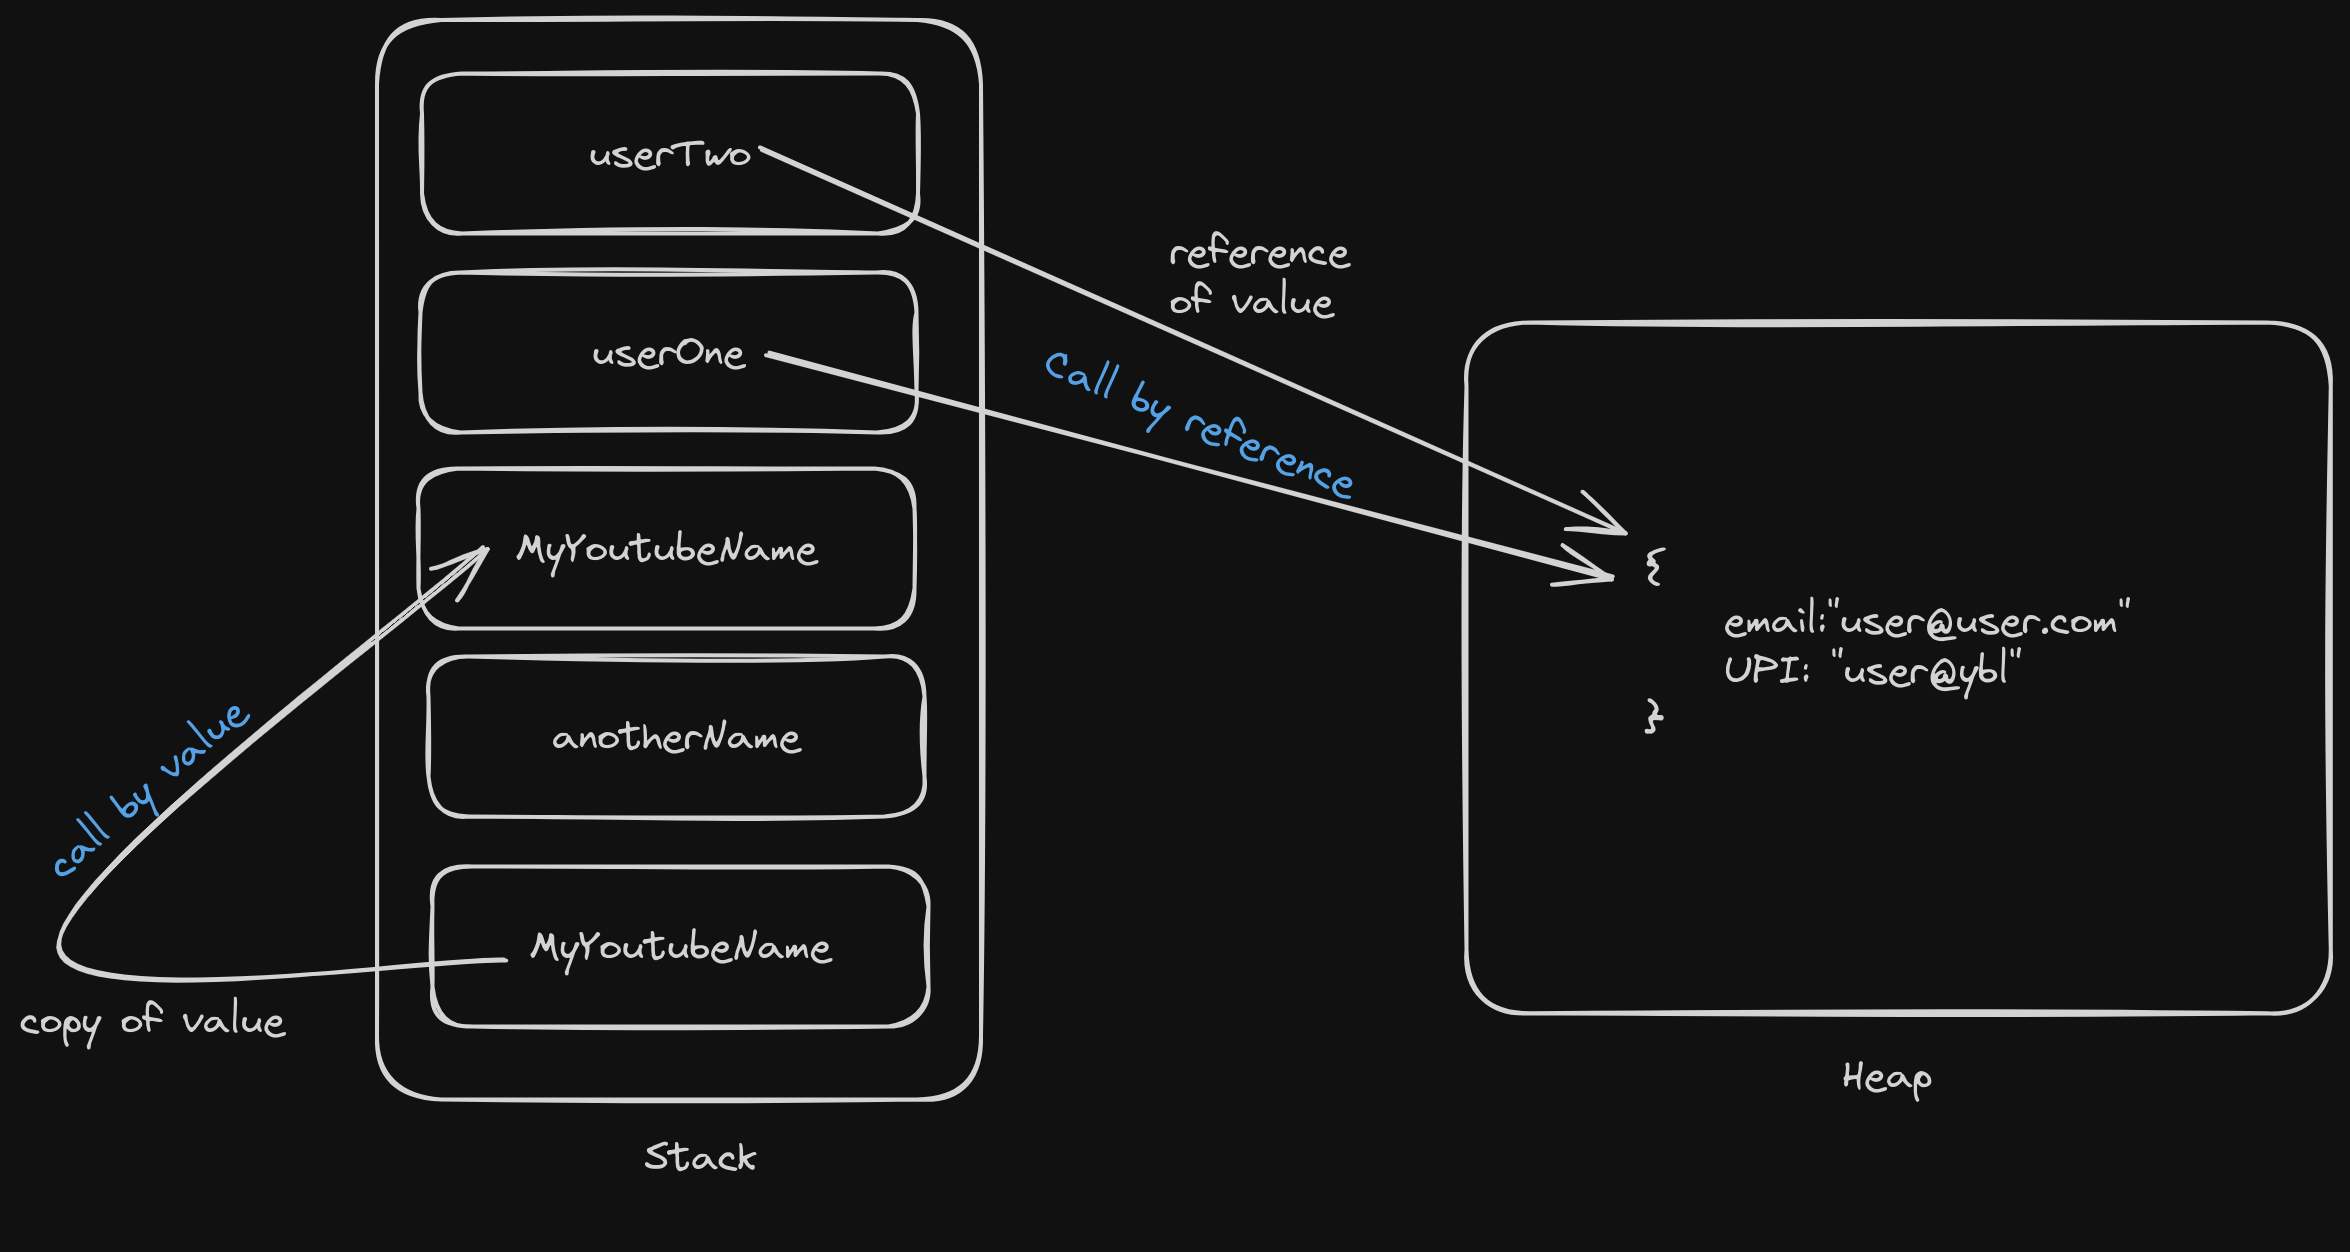 userTwo
userOne
MyYoutubeName
anotherName
MyYoutubeName
Stack
call by value
copy of value
reference
of value
Call by reference
{
email:"user@user.com"
UPI: "user@ybl"
}
Heap